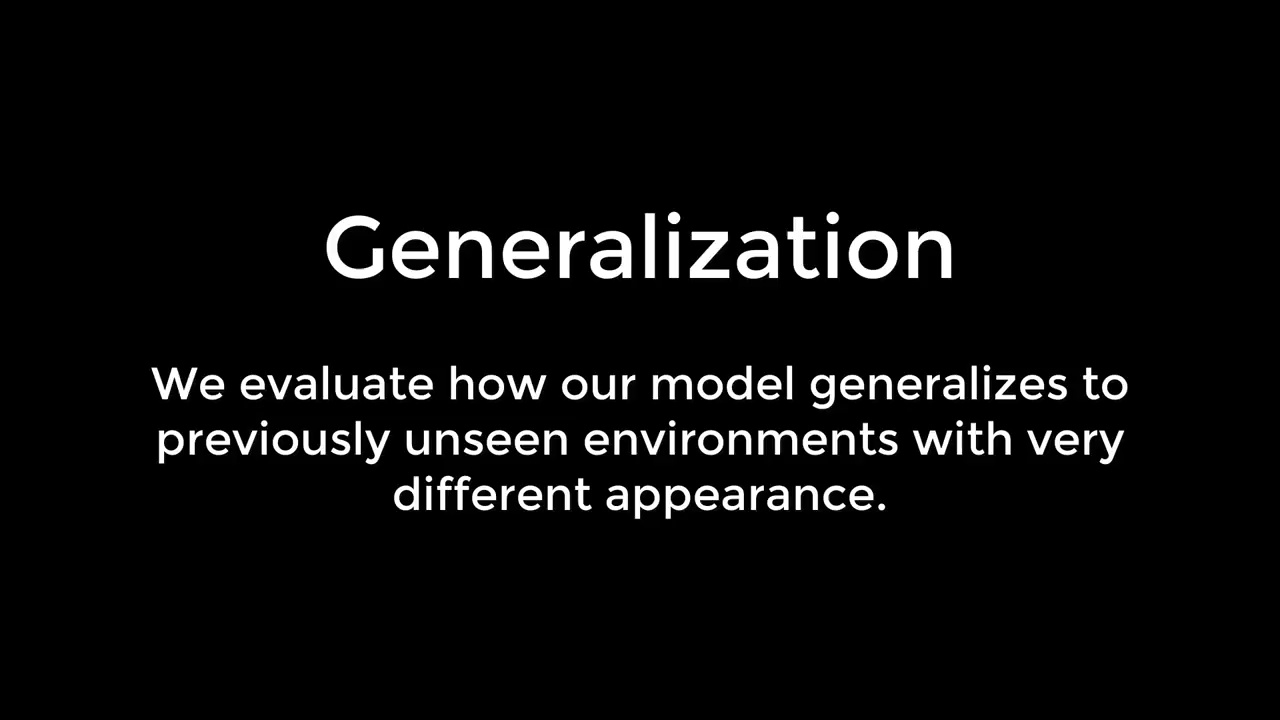 Generalization
We evaluate how our model generalizes to
previously unseen environments with very
different appearance.